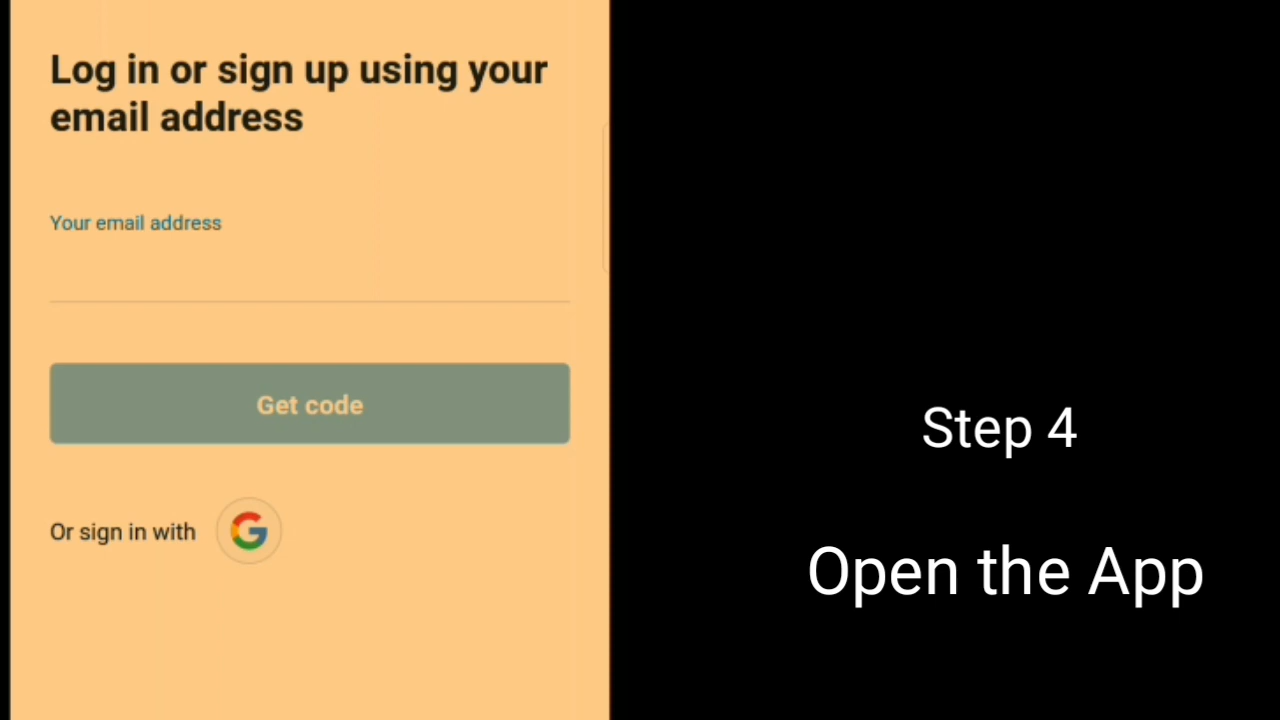 Log in or sign up using your
email address
Your email address
Get code
Or sign in with
Step 4
Open the App